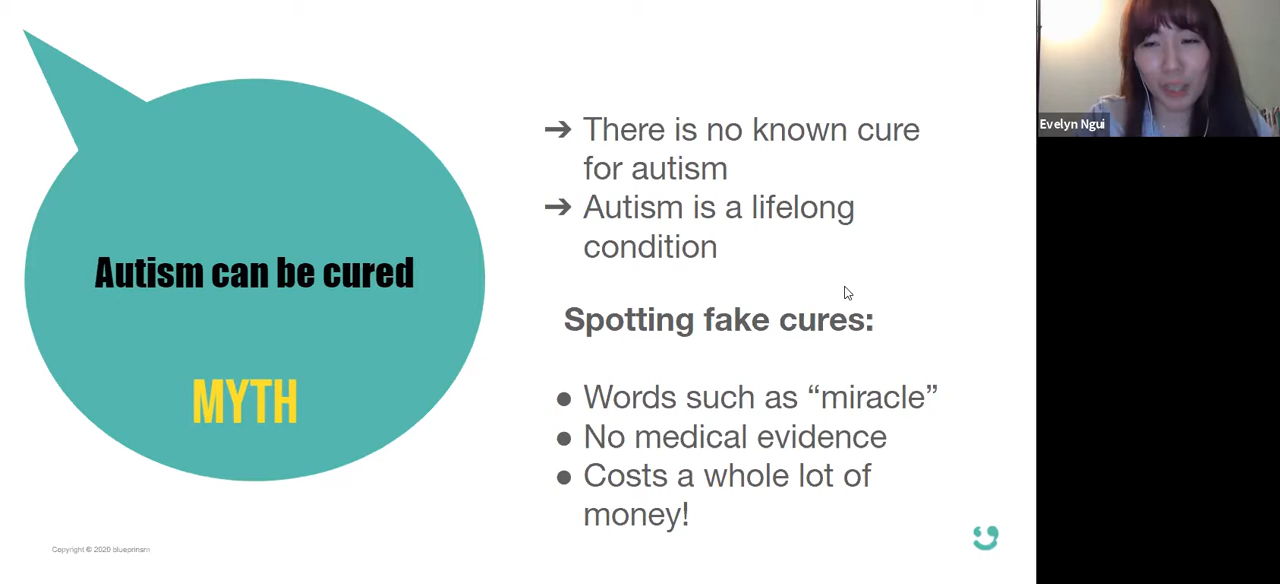 Autism can be cured
MYTH
➔ There is no known cure
for autism
➔ Autism is a lifelong
condition
Spotting fake cures:
● Words such as “miracle”
● No medical evidence
● Costs a whole lot of
money!
Copyright © 2020 blueprinsm
Evelyn Ngui